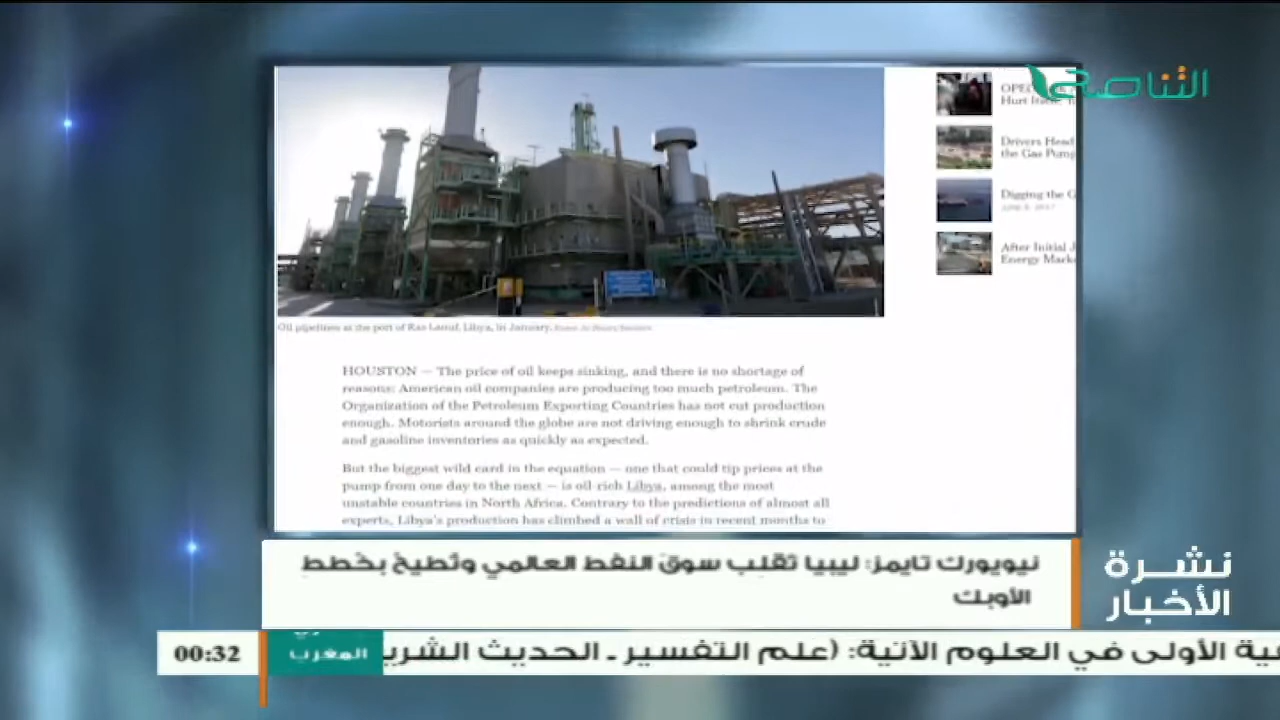 التناصح
OPEC
Hurt
Drivers Head
the Gas Pump
Digging the G
After Initial J
Energy Mark
Oil pipelines at the port of Ras Lanuf, Libya, in January.
HOUSTON — The price of oil keeps sinking, and there is no shortage of
reasons: American oil companies are producing too much petroleum. The
Organization of the Petroleum Exporting Countries has not cut production
enough. Motorists around the globe are not driving enough to shrink crude
and gasoline inventories as quickly as expected.
But the biggest wild card in the equation — one that could tip prices at the
pump from one day to the next — is oil-rich Libya, among the most
unstable countries in North Africa. Contrary to the predictions of almost all
experts, Libya's production has climbed a wall of crisis in recent months to
نشرة
الأخبار
نيويورك تايمز: ليبيا تقلب سوق النفط العالمي وتطيح بخطط
الأوبك
00:32
المغرب
ية الأولى في العلوم الآتية: (علم التفسير ـ الحديث الشري